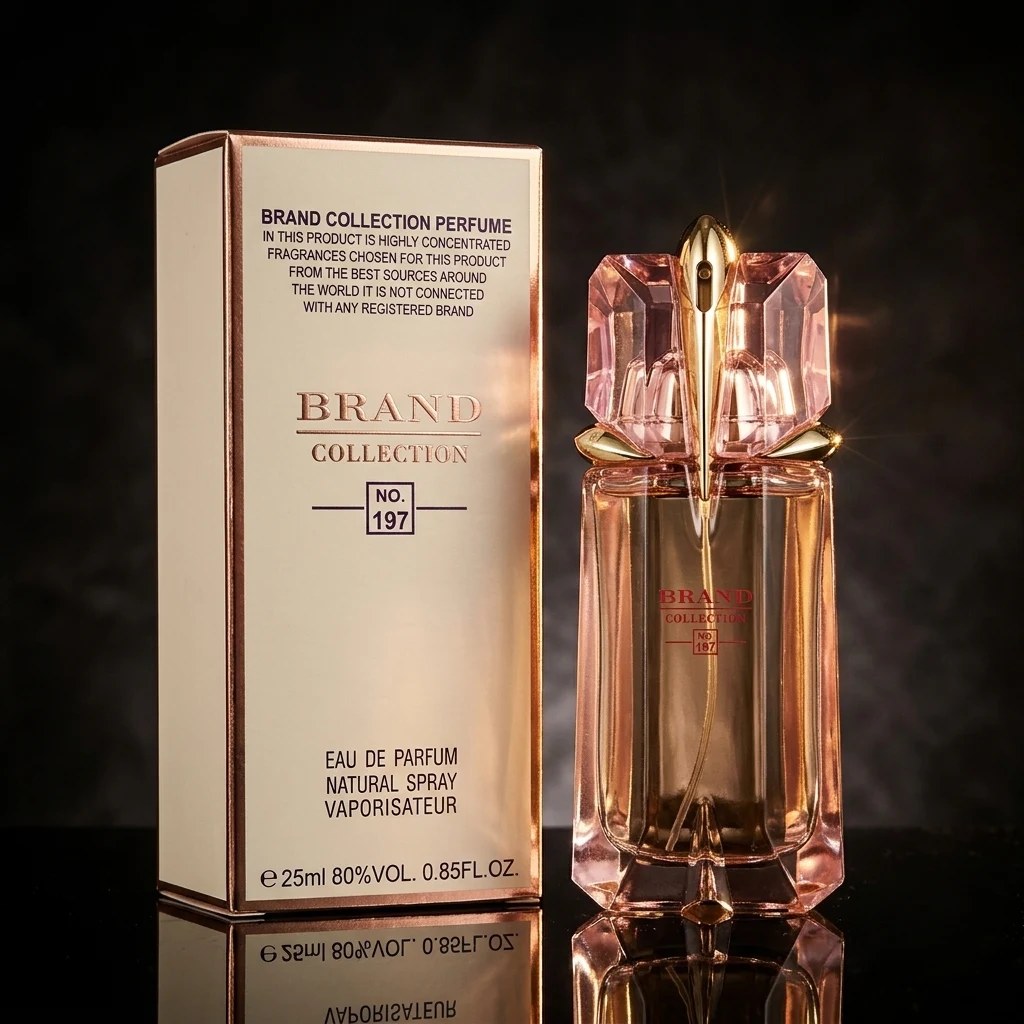 BRAND COLLECTION PERFUME
IN THIS PRODUCT IS HIGHLY CONCENTRATED
FRAGRANCES CHOSEN FOR THIS PRODUCT
FROM THE BEST SOURCES AROUND
THE WORLD IT IS NOT CONNECTED
WITH ANY REGISTERED BRAND
BRAND
COLLECTION
NO.
197
EAU DE PARFUM
NATURAL SPRAY
VAPORISATEUR
℮ 25ml 80%VOL. 0.85FL.OZ.
BRAND
COLLECTION
NO
187